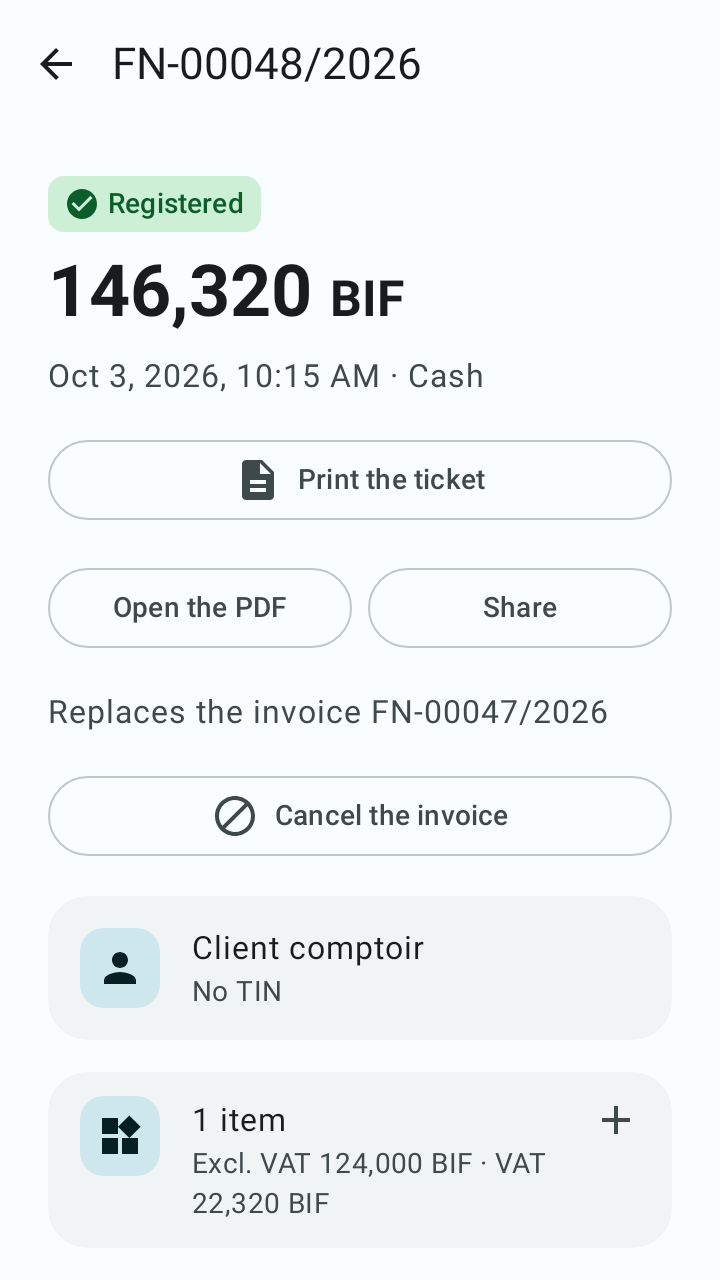 FN-00048/2026
Registered
146,320 BIF
Oct 3, 2026, 10:15 AM · Cash
Print the ticket
Open the PDF
Share
Replaces the invoice FN-00047/2026
Cancel the invoice
Client comptoir
No TIN
1 item
Excl. VAT 124,000 BIF · VAT
22,320 BIF